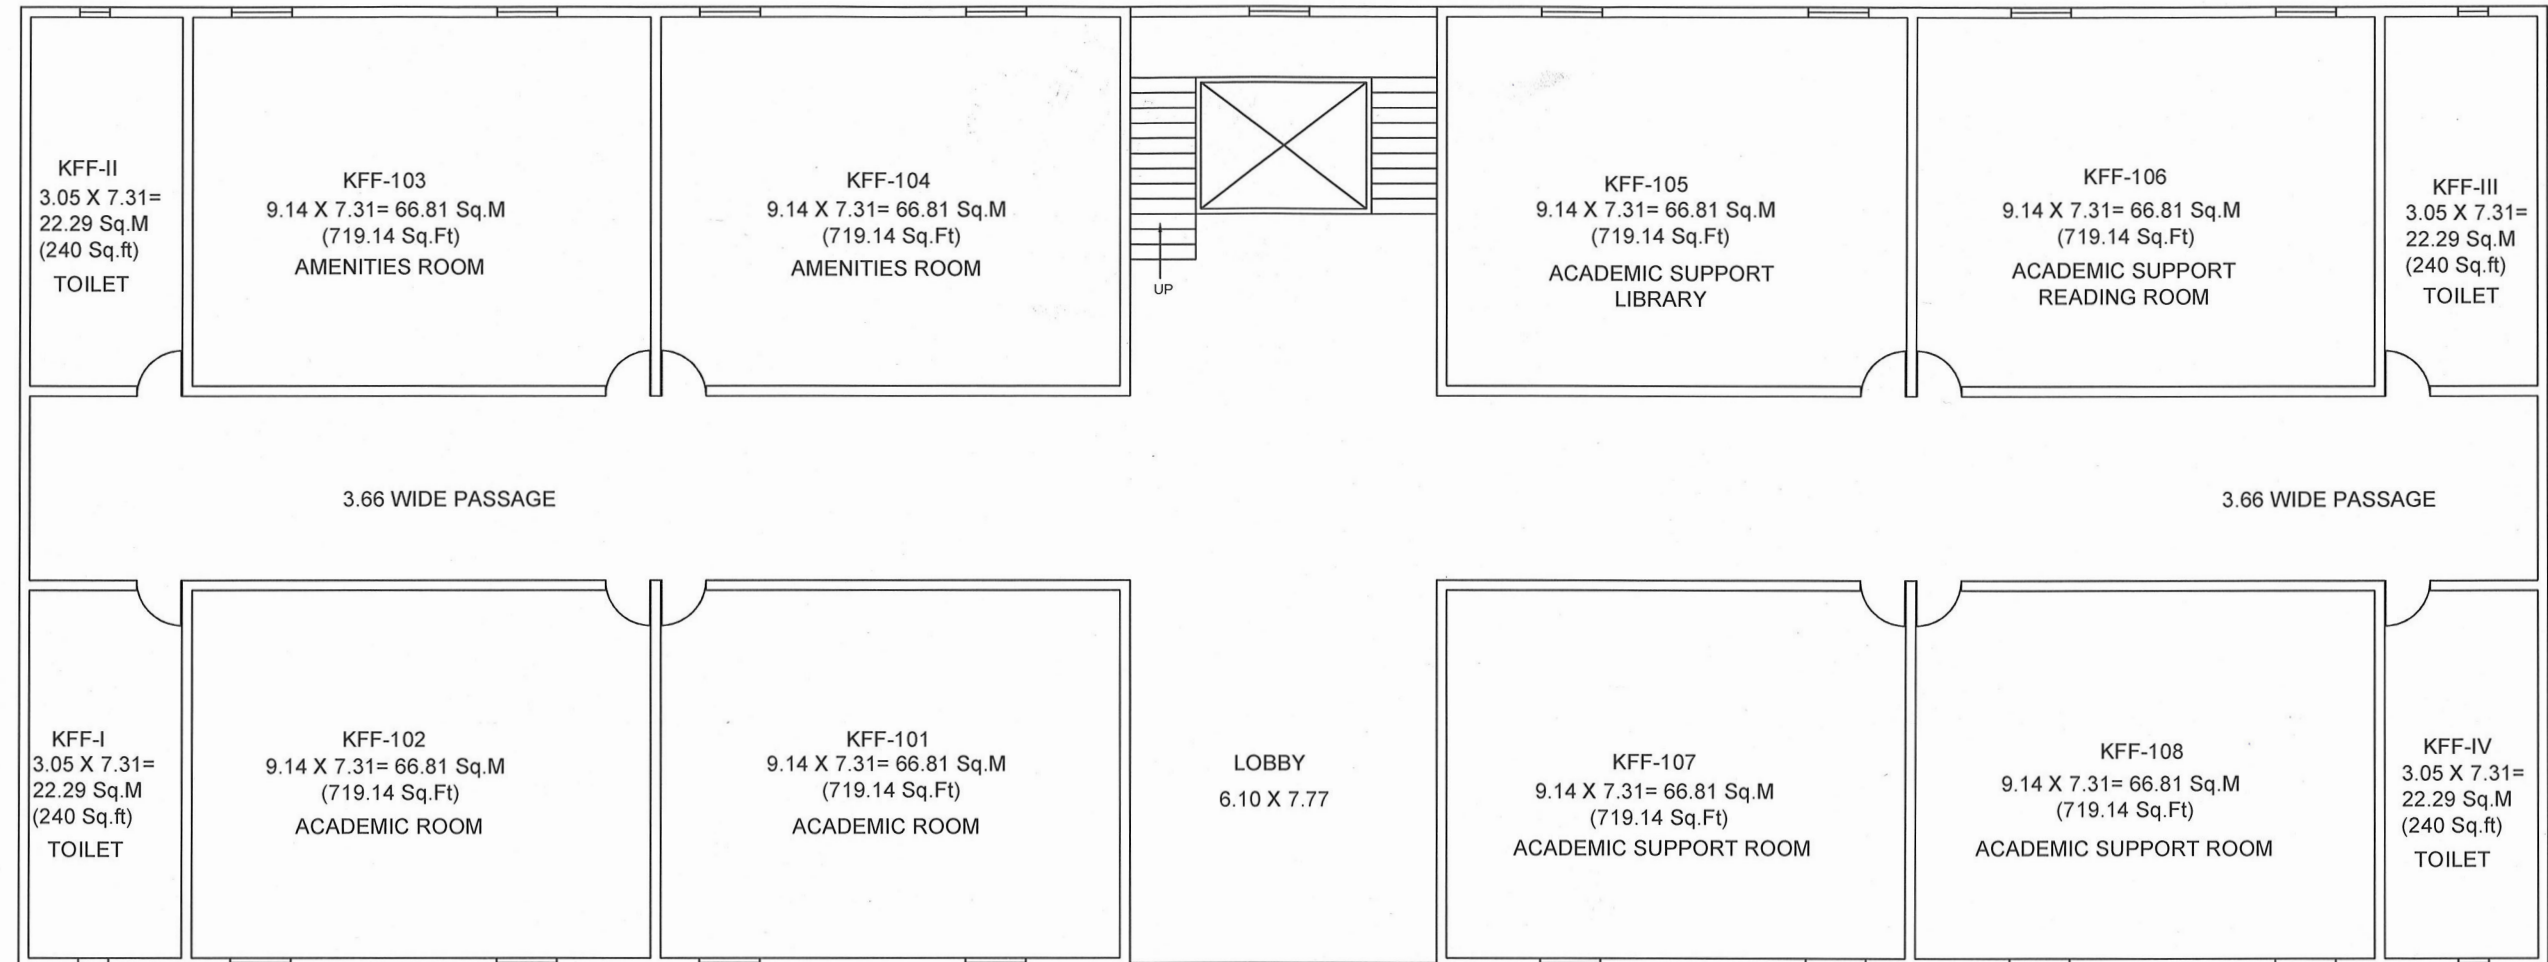 KFF-II
3.05 X 7.31=
22.29 Sq.M
(240 Sq.ft)
TOILET
KFF-103
9.14 X 7.31= 66.81 Sq.M
(719.14 Sq.Ft)
AMENITIES ROOM
KFF-104
9.14 X 7.31= 66.81 Sq.M
(719.14 Sq.Ft)
AMENITIES ROOM
UP
KFF-105
9.14 X 7.31= 66.81 Sq.M
(719.14 Sq.Ft)
ACADEMIC SUPPORT
LIBRARY
KFF-106
9.14 X 7.31= 66.81 Sq.M
(719.14 Sq.Ft)
ACADEMIC SUPPORT
READING ROOM
KFF-III
3.05 X 7.31=
22.29 Sq.M
(240 Sq.ft)
TOILET
3.66 WIDE PASSAGE
3.66 WIDE PASSAGE
KFF-I
3.05 X 7.31=
22.29 Sq.M
(240 Sq.ft)
TOILET
KFF-102
9.14 X 7.31= 66.81 Sq.M
(719.14 Sq.Ft)
ACADEMIC ROOM
KFF-101
9.14 X 7.31= 66.81 Sq.M
(719.14 Sq.Ft)
ACADEMIC ROOM
LOBBY
6.10 X 7.77
KFF-107
9.14 X 7.31= 66.81 Sq.M
(719.14 Sq.Ft)
ACADEMIC SUPPORT ROOM
KFF-108
9.14 X 7.31= 66.81 Sq.M
(719.14 Sq.Ft)
ACADEMIC SUPPORT ROOM
KFF-IV
3.05 X 7.31=
22.29 Sq.M
(240 Sq.ft)
TOILET